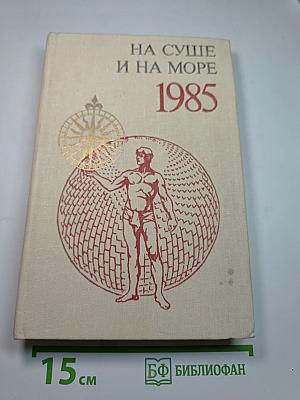 НА СУШЕ
И НА МОРЕ
1985
15 см
БФ БИБЛИОФАН